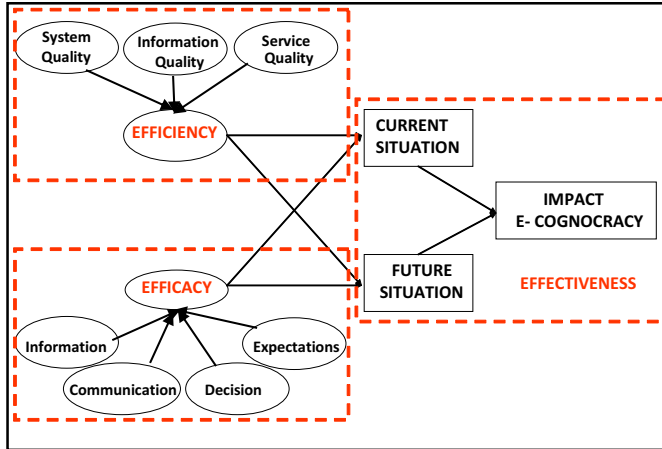 System
Quality
Information
Quality
Service
Quality
EFFICIENCY
CURRENT
SITUATION
IMPACT
E- COGNOCRACY
EFFICACY
FUTURE
SITUATION
EFFECTIVENESS
Information
Expectations
Communication
Decision